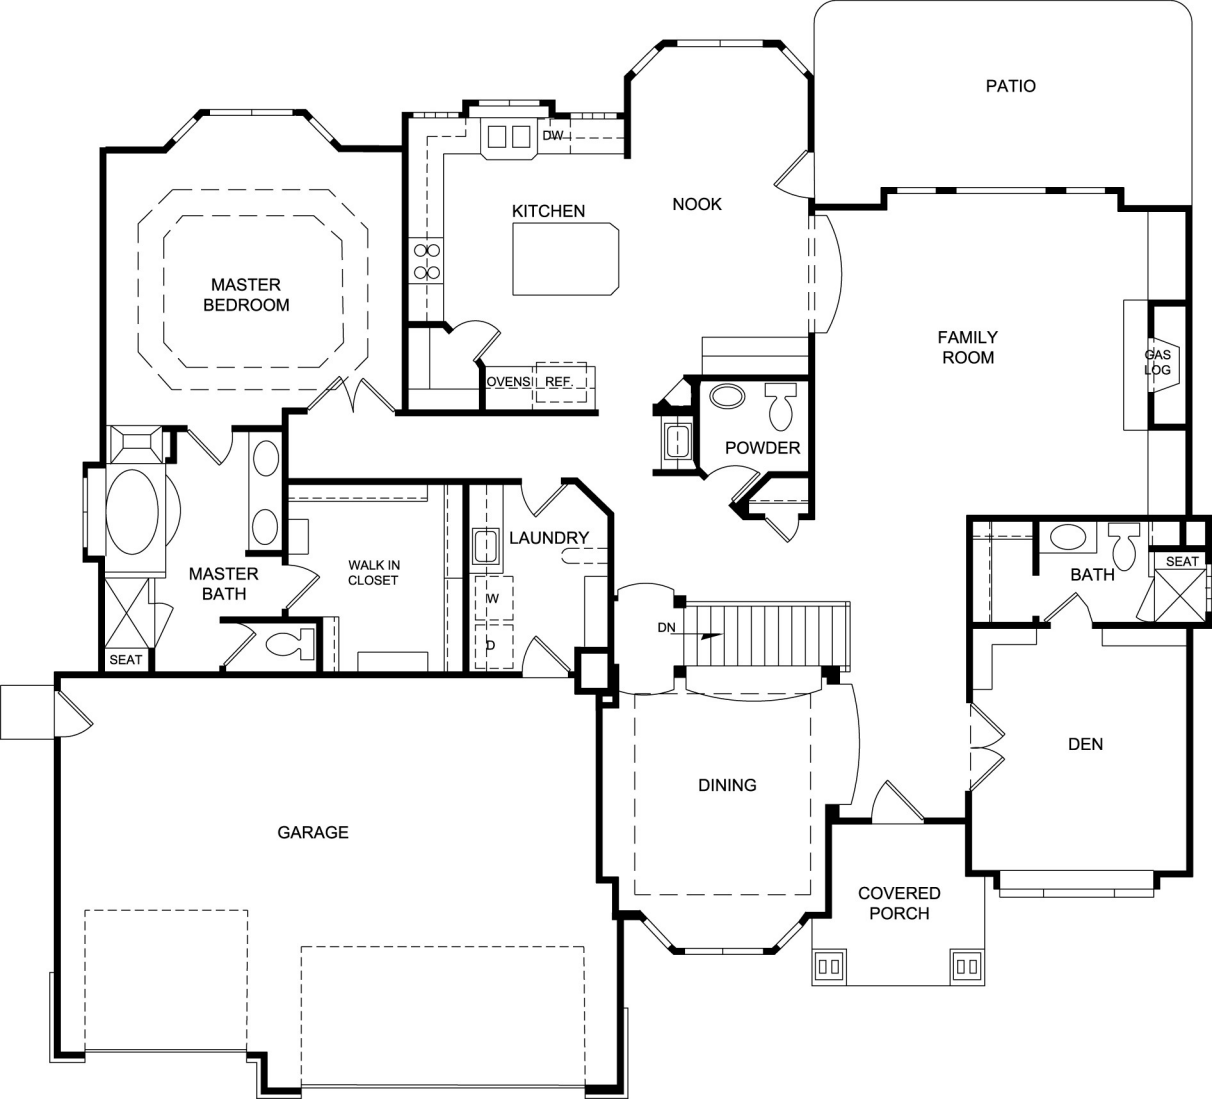 PATIO
DW
NOOK
KITCHEN
MASTER
BEDROOM
FAMILY
ROOM
GAS
LOG
OVENS
REF.
POWDER
LAUNDRY
WALK IN
CLOSET
MASTER
BATH
BATH
SEAT
W
DN
D
SEAT
DEN
DINING
GARAGE
COVERED
PORCH